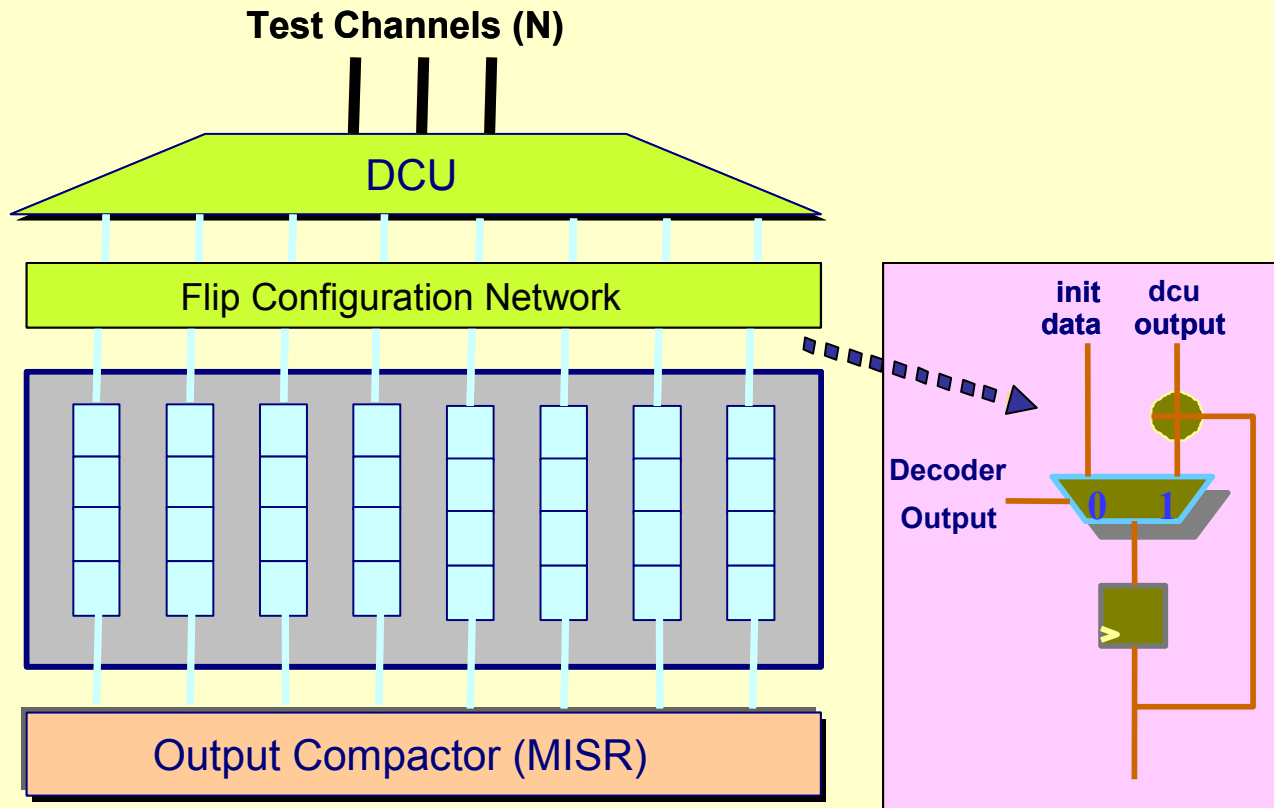 Test Channels (N)
DCU
Flip Configuration Network
Output Compactor (MISR)
init
data
dcu
output
Decoder
Output
0
1
>